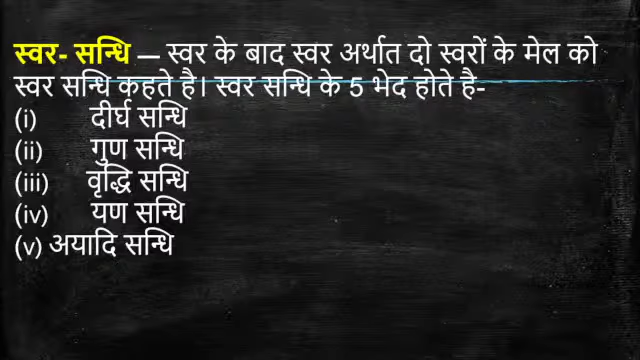 स्वर- सन्धि — स्वर के बाद स्वर अर्थात दो स्वरों के मेल को
स्वर सन्धि कहते है। स्वर सन्धि के 5 भेद होते है-
(i) दीर्घ सन्धि
(ii) गुण सन्धि
(iii) वृद्धि सन्धि
(iv) यण सन्धि
(v) अयादि सन्धि